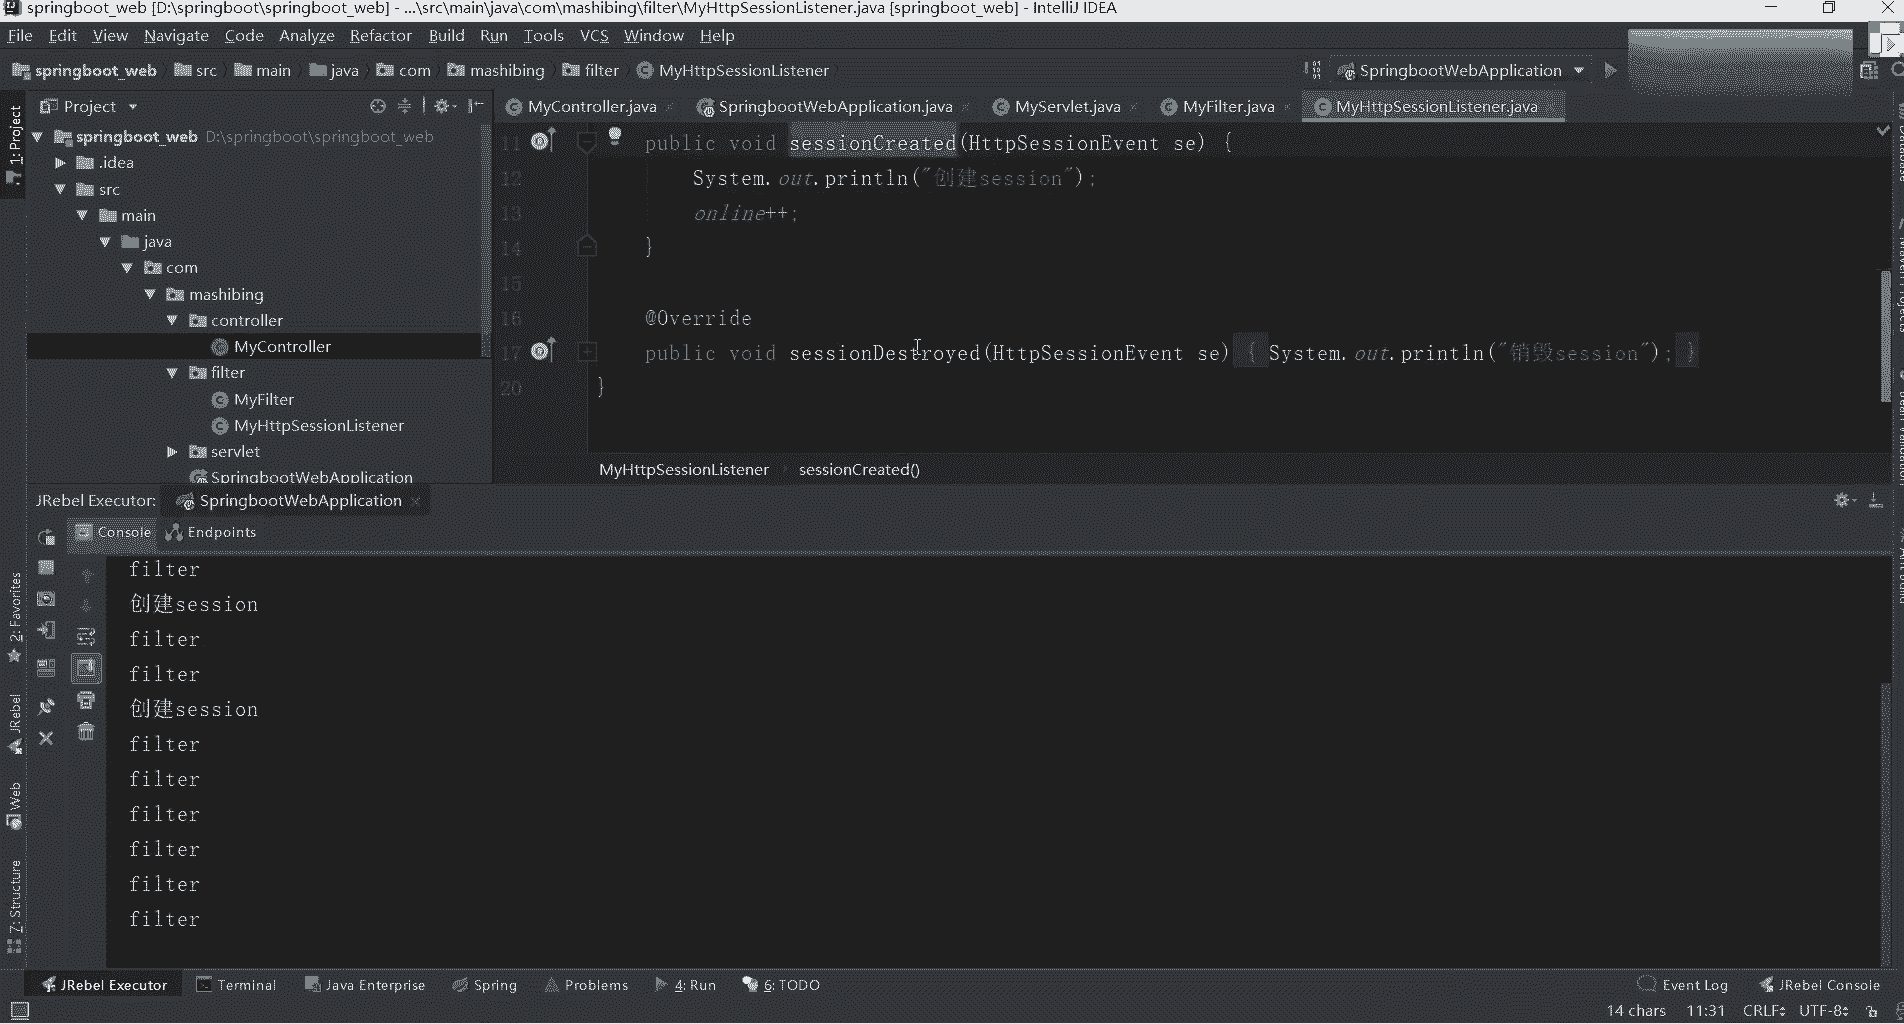 springboot_web [D:\springboot\springboot_web] - ...\src\main\java\com\mashibing\filter\MyHttpSessionListener.java [springboot_web] - IntelliJ IDEA
File Edit View Navigate Code Analyze Refactor Build Run Tools VCS Window Help
springboot_web src main java com mashibing filter MyHttpSessionListener SpringbootWebApplication
Project MyController.java SpringbootWebApplication.java MyServlet.java MyFilter.java MyHttpSessionListener.java
1: Project
springboot_web D:\springboot\springboot_web
.idea
src
main
java
com
mashibing
controller
MyController
filter
MyFilter
MyHttpSessionListener
servlet
SpringbootWebApplication
11 public void sessionCreated(HttpSessionEvent se) {
12 System.out.println("创建session");
13 online++;
14 }
15
16 @Override
17 public void sessionDestroyed(HttpSessionEvent se) { System.out.println("销毁session"); }
20 }
MyHttpSessionListener sessionCreated()
JRebel Executor: SpringbootWebApplication
Console Endpoints
filter
创建session
filter
filter
创建session
filter
filter
filter
filter
filter
filter
2: Favorites
JRebel
Web
7: Structure
JRebel Executor Terminal Java Enterprise Spring Problems 4: Run 6: TODO Event Log JRebel Console
14 chars 11:31 CRLF UTF-8